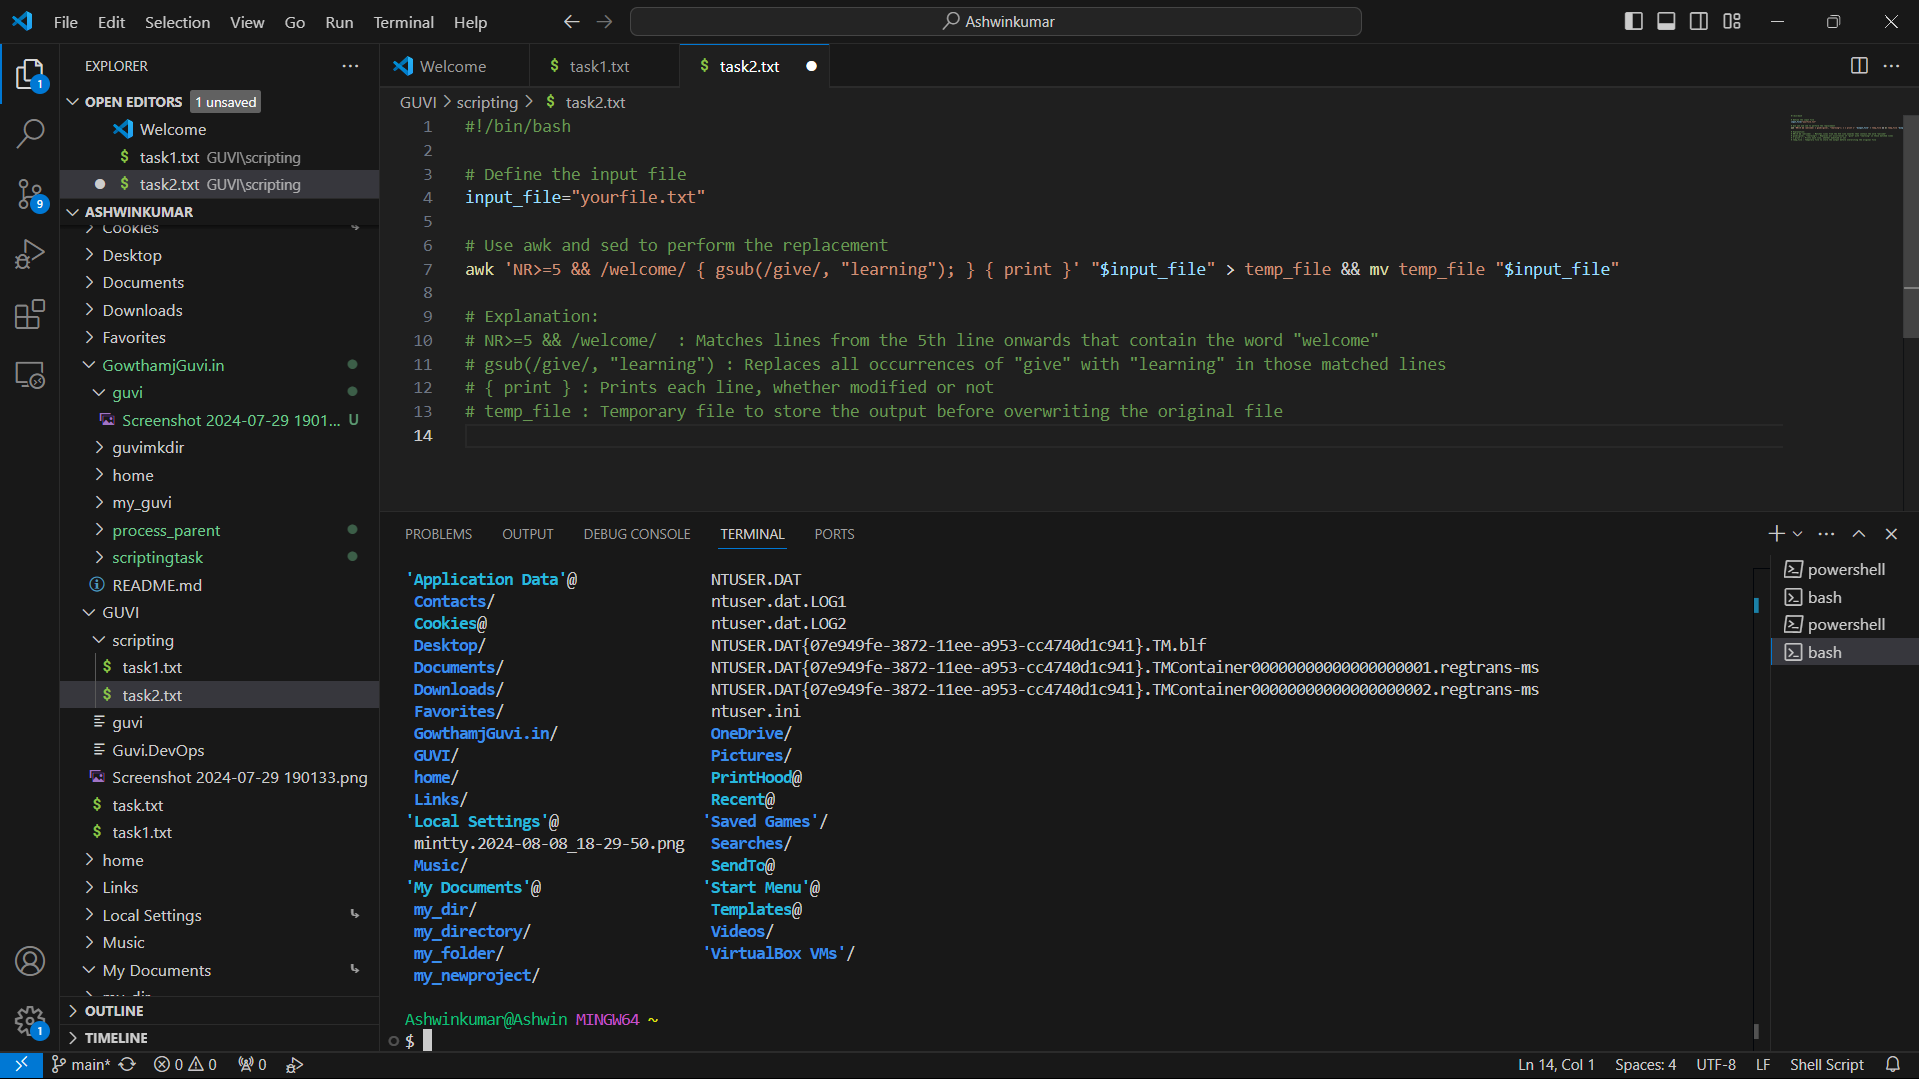 File Edit Selection View Go Run Terminal Help
Ashwinkumar
EXPLORER
OPEN EDITORS 1 unsaved
Welcome
task1.txt GUVI\scripting
task2.txt GUVI\scripting
ASHWINKUMAR
Cookies
Desktop
Documents
Downloads
Favorites
GowthamjGuvi.in
guvi
Screenshot 2024-07-29 1901... U
guvimkdir
home
my_guvi
process_parent
scriptingtask
README.md
GUVI
scripting
task1.txt
task2.txt
guvi
Guvi.DevOps
Screenshot 2024-07-29 190133.png
task.txt
task1.txt
home
Links
Local Settings
Music
My Documents
OUTLINE
TIMELINE
1
9
1
Welcome task1.txt task2.txt
GUVI > scripting > $ task2.txt
1 #!/bin/bash
2
3 # Define the input file
4 input_file="yourfile.txt"
5
6 # Use awk and sed to perform the replacement
7 awk 'NR>=5 && /welcome/ { gsub(/give/, "learning"); } { print }' "$input_file" > temp_file && mv temp_file "$input_file"
8
9 # Explanation:
10 # NR>=5 && /welcome/  : Matches lines from the 5th line onwards that contain the word "welcome"
11 # gsub(/give/, "learning") : Replaces all occurrences of "give" with "learning" in those matched lines
12 # { print } : Prints each line, whether modified or not
13 # temp_file : Temporary file to store the output before overwriting the original file
14
PROBLEMS OUTPUT DEBUG CONSOLE TERMINAL PORTS
'Application Data'@ NTUSER.DAT
Contacts/ ntuser.dat.LOG1
Cookies@ ntuser.dat.LOG2
Desktop/ NTUSER.DAT{07e949fe-3872-11ee-a953-cc4740d1c941}.TM.blf
Documents/ NTUSER.DAT{07e949fe-3872-11ee-a953-cc4740d1c941}.TMContainer00000000000000000001.regtrans-ms
Downloads/ NTUSER.DAT{07e949fe-3872-11ee-a953-cc4740d1c941}.TMContainer00000000000000000002.regtrans-ms
Favorites/ ntuser.ini
GowthamjGuvi.in/ OneDrive/
GUVI/ Pictures/
home/ PrintHood@
Links/ Recent@
'Local Settings'@ 'Saved Games'/
mintty.2024-08-08_18-29-50.png Searches/
Music/ SendTo@
'My Documents'@ 'Start Menu'@
my_dir/ Templates@
my_directory/ Videos/
my_folder/ 'VirtualBox VMs'/
my_newproject/
Ashwinkumar@Ashwin MINGW64 ~
$
powershell
bash
powershell
bash
main* 0 0 0 Ln 14, Col 1 Spaces: 4 UTF-8 LF Shell Script